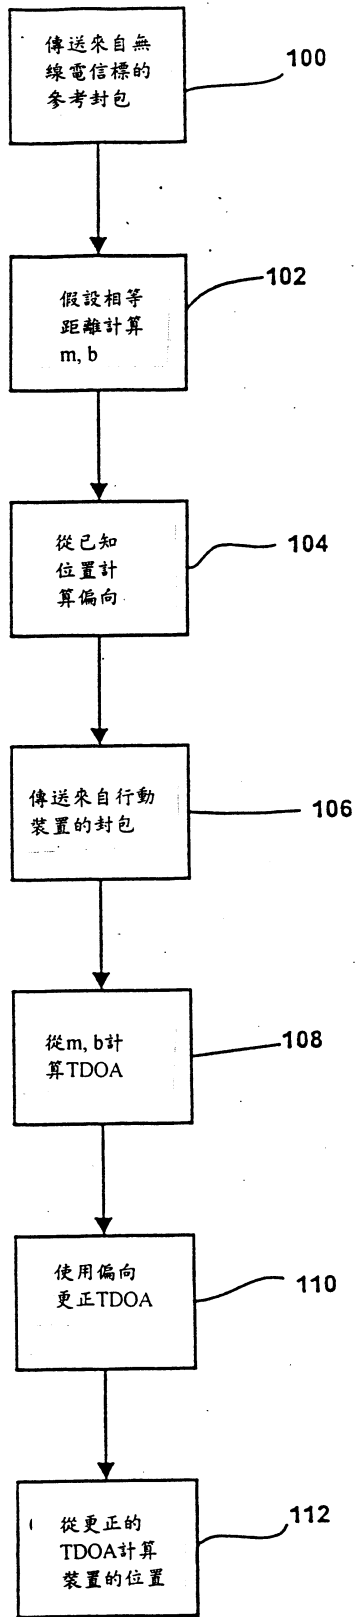 傳送來自無
線電信標的
參考封包
100
假設相等
距離計算
m, b
102
從已知
位置計
算偏向
104
傳送來自行動
裝置的封包
106
從m, b計
算TDOA
108
使用偏向
更正TDOA
110
從更正的
TDOA計算
裝置的位置
112